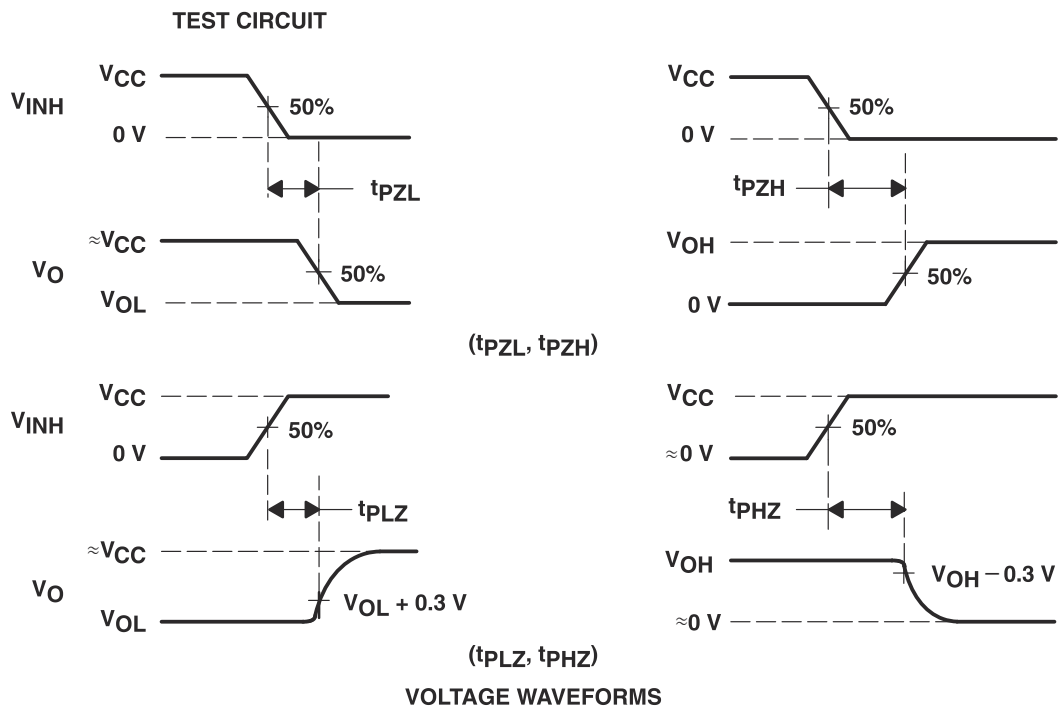 TEST CIRCUIT
VINH
VCC
50%
0 V
tPZL
VO
≈VCC
50%
VOL
VCC
50%
0 V
tPZH
VOH
50%
0 V
(tPZL, tPZH)
VINH
VCC
50%
0 V
tPLZ
VO
≈VCC
VOL + 0.3 V
VOL
VCC
50%
≈0 V
tPHZ
VOH
VOH – 0.3 V
≈0 V
(tPLZ, tPHZ)
VOLTAGE WAVEFORMS